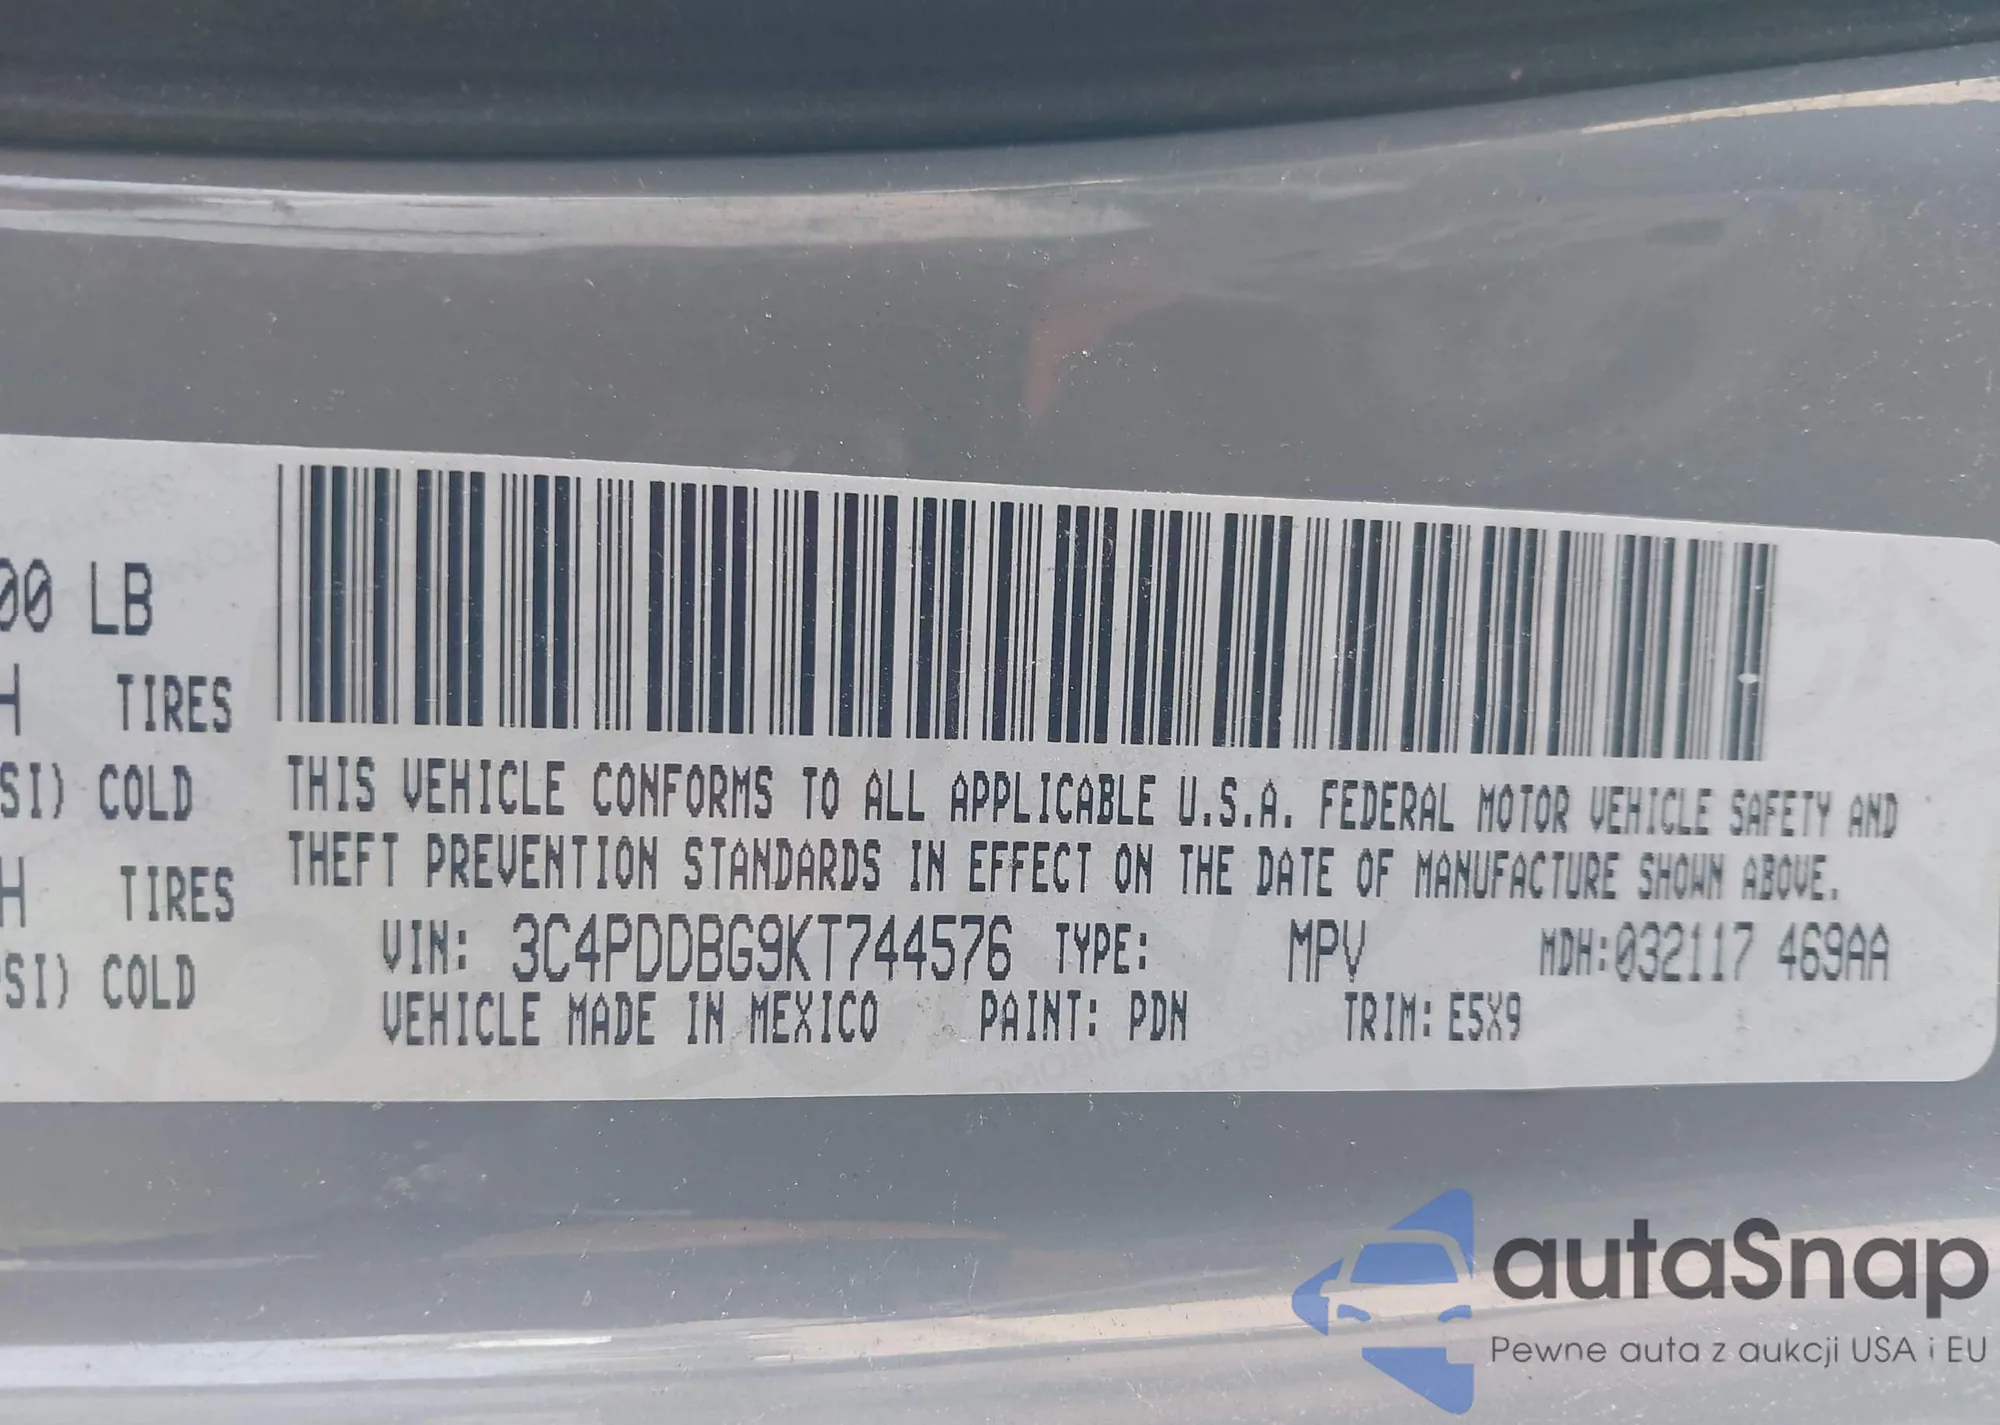 00 LB
H TIRES
SI) COLD
H TIRES
SI) COLD
THIS VEHICLE CONFORMS TO ALL APPLICABLE U.S.A. FEDERAL MOTOR VEHICLE SAFETY AND
THEFT PREVENTION STANDARDS IN EFFECT ON THE DATE OF MANUFACTURE SHOWN ABOVE.
VIN: 3C4PDDBG9KT744576 TYPE: MPV MDH:032117 469AA
VEHICLE MADE IN MEXICO PAINT: PDN TRIM: E5X9
autaSnap
Pewne auta z aukcji USA i EU